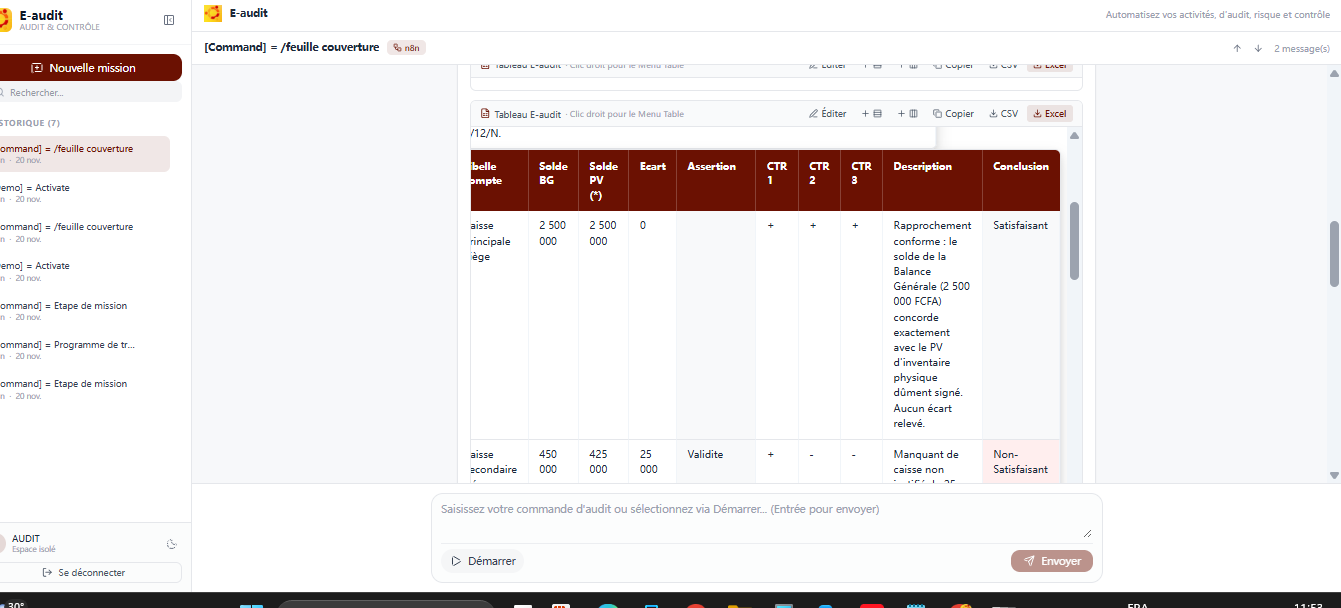 E-audit
AUDIT & CONTRÔLE
Nouvelle mission
Rechercher...
STORIQUE (7)
ommand] = /feuille couverture
n - 20 nov.
emo] = Activate
n - 20 nov.
ommand] = /feuille couverture
n - 20 nov.
emo] = Activate
n - 20 nov.
ommand] = Etape de mission
n - 20 nov.
ommand] = Programme de tr...
n - 20 nov.
ommand] = Etape de mission
n - 20 nov.
AUDIT
Espace isolé
Se déconnecter
E-audit
Automatisez vos activités, d'audit, risque et contrôle
[Command] = /feuille couverture
n8n
2 message(s)
Tableau E-audit · Clic droit pour le Menu Table
Éditer + + Copier CSV Excel
Tableau E-audit · Clic droit pour le Menu Table
Éditer + + Copier CSV Excel
/12/N.
ibelle
ompte
Solde
BG
Solde
PV
(*)
Ecart
Assertion
CTR
1
CTR
2
CTR
3
Description
Conclusion
aisse
rincipale
iège
2 500
000
2 500
000
0
+
+
+
Rapprochement
conforme : le
solde de la
Balance
Générale (2 500
000 FCFA)
concorde
exactement
avec le PV
d'inventaire
physique
dûment signé.
Aucun écart
relevé.
Satisfaisant
aisse
econdaire
450
000
425
000
25
000
Validite
+
-
-
Manquant de
caisse non
Non-
Satisfaisant
Saisissez votre commande d'audit ou sélectionnez via Démarrer... (Entrée pour envoyer)
Démarrer
Envoyer
30°
FRA
11:53